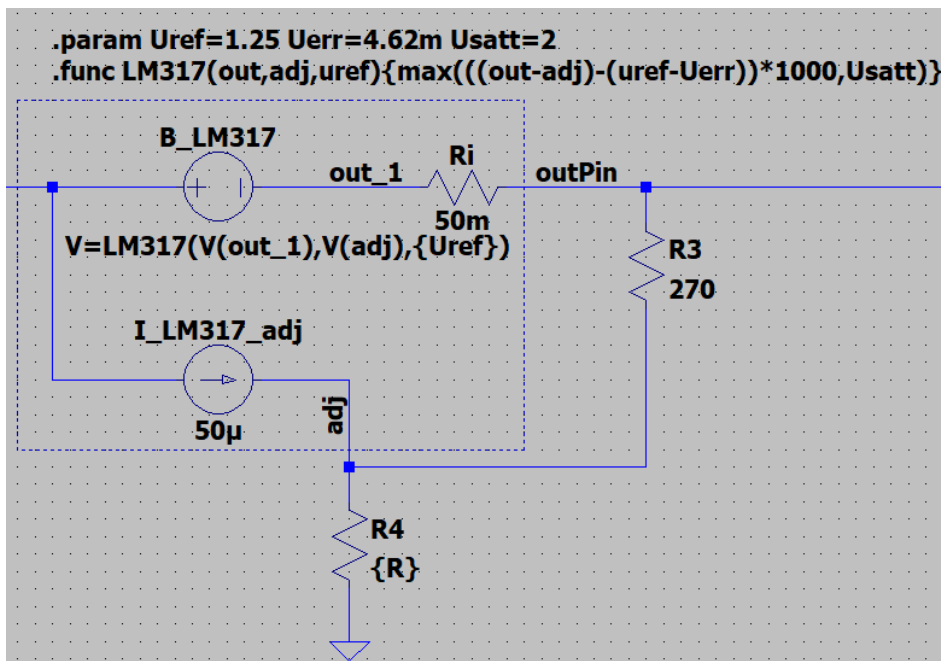 .param Uref=1.25 Uerr=4.62m Usatt=2
.func LM317(out,adj,uref){max(((out-adj)-(uref-Uerr))*1000,Usatt)}
B_LM317
out_1
Ri
outPin
50m
V=LM317(V(out_1),V(adj),{Uref})
R3
270
I_LM317_adj
adj
50µ
R4
{R}